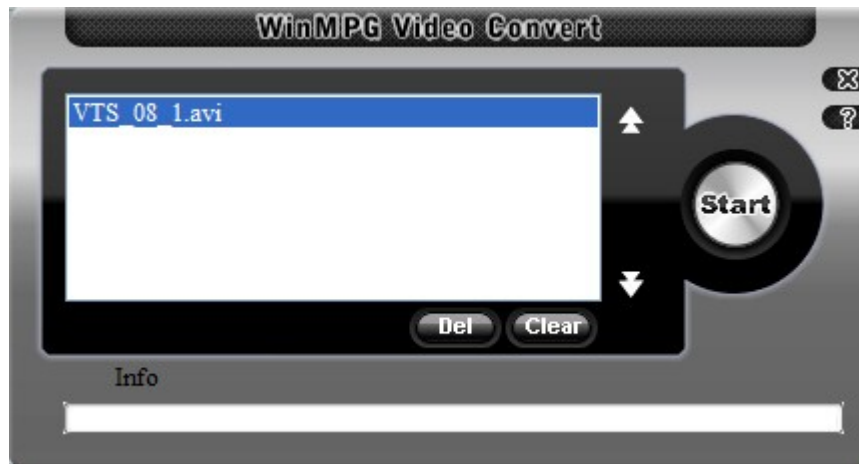 WinMPG Video Convert
VTS_08_1.avi
?
Start
Del Clear
Info